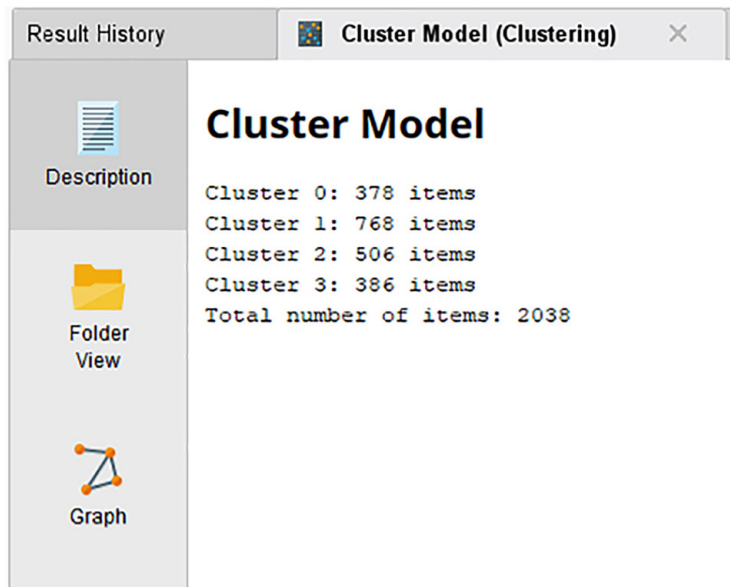 Result History
Cluster Model (Clustering)
Description
Cluster Model
Cluster 0: 378 items
Cluster 1: 768 items
Cluster 2: 506 items
Cluster 3: 386 items
Total number of items: 2038
Folder
View
Graph